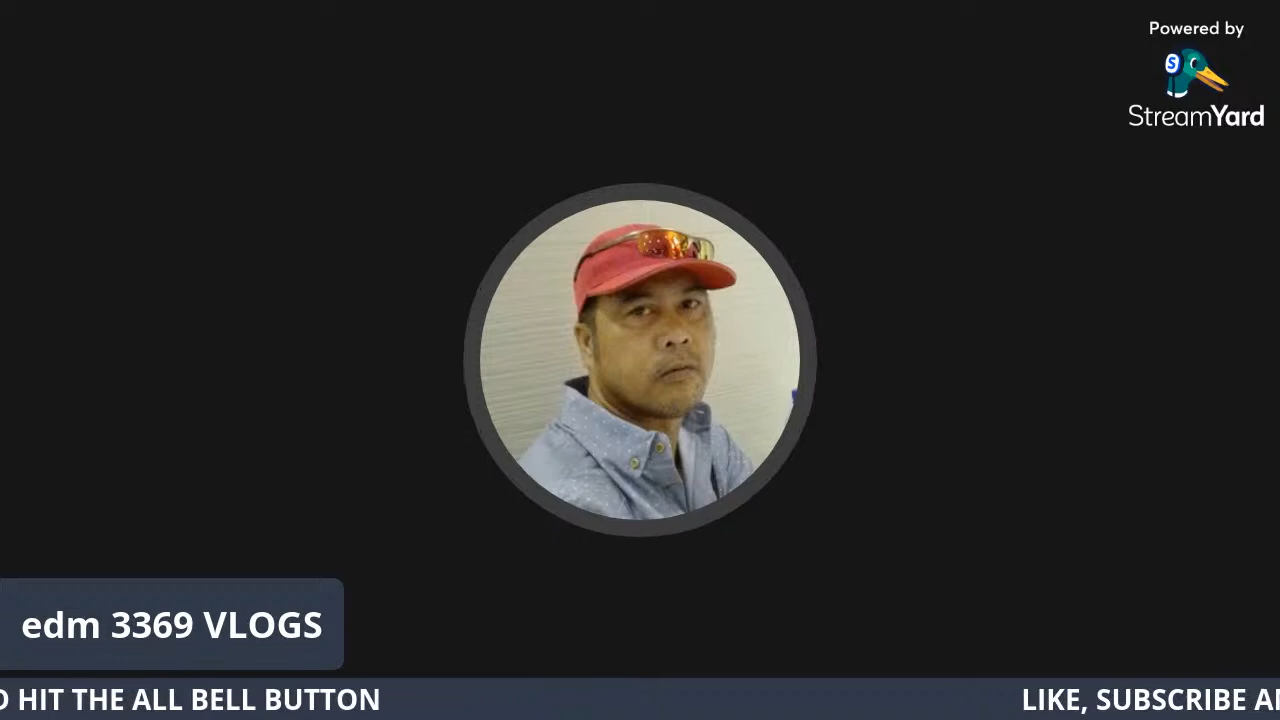 Powered by
S
StreamYard
edm 3369 VLOGS
HIT THE ALL BELL BUTTON
LIKE, SUBSCRIBE